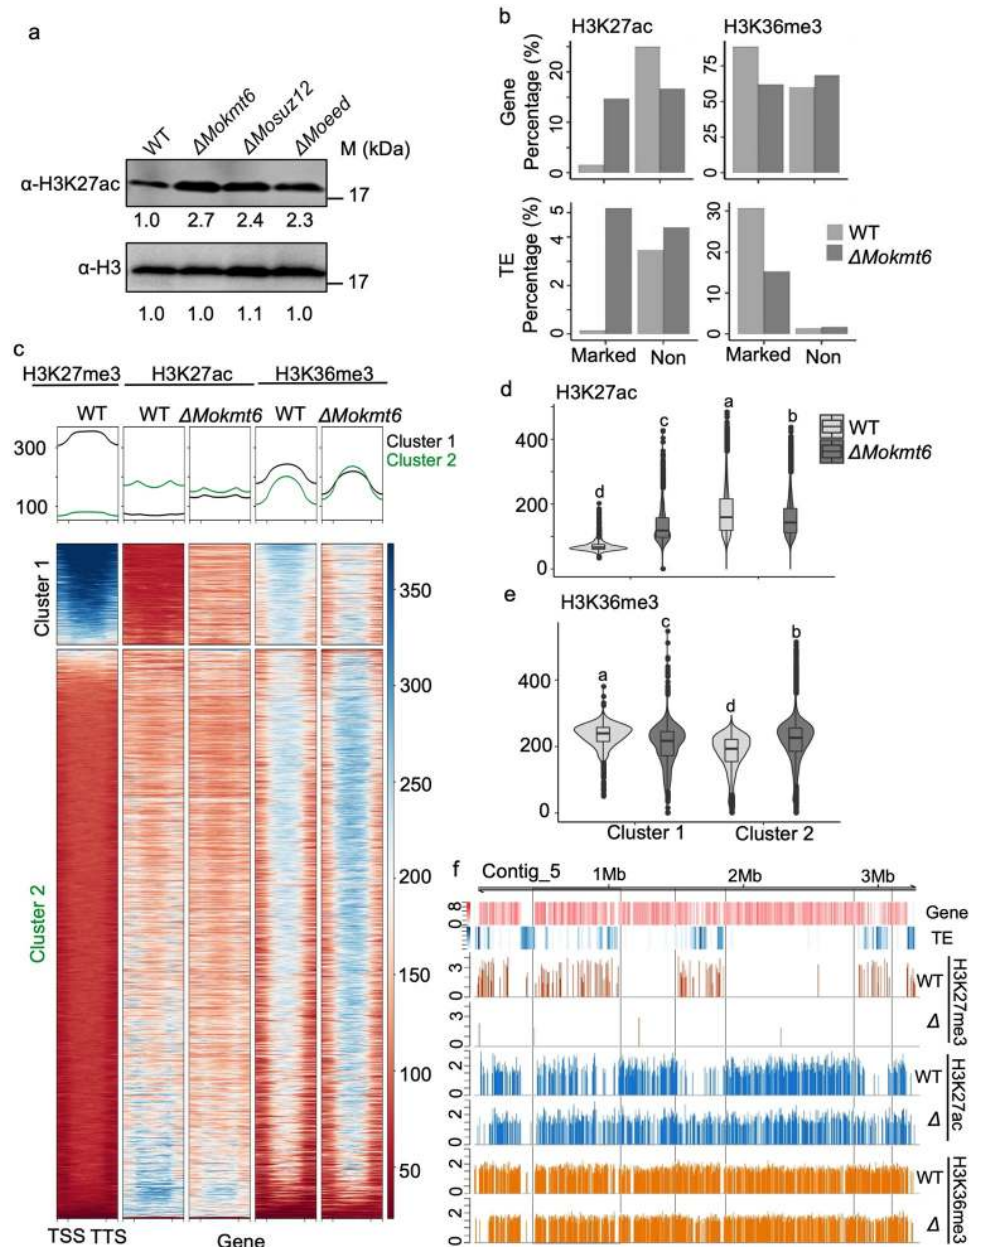 a
WT
ΔMokmt6
ΔMosuz12
ΔMoeed
M (kDa)
α-H3K27ac
17
1.0 2.7 2.4 2.3
α-H3
17
1.0 1.0 1.1 1.0
b
H3K27ac
H3K36me3
Gene
Percentage (%)
0 10 20
0 25 50 75
TE
Percentage (%)
0 2 4 5
0 10 20 30
WT
ΔMokmt6
Marked Non
Marked Non
c
H3K27me3 H3K27ac H3K36me3
WT WT ΔMokmt6 WT ΔMokmt6
300
100
Cluster 1
Cluster 2
Cluster 1
Cluster 2
350
300
250
200
150
100
50
TSS TTS
Gene
d
H3K27ac
400
200
0
d c a b
WT
ΔMokmt6
e
H3K36me3
400
200
0
a c d b
Cluster 1 Cluster 2
f
Contig_5 1Mb 2Mb 3Mb
0 8
Gene
TE
0 3
WT
0 3
Δ
H3K27me3
0 2
WT
0 2
Δ
H3K27ac
0 2
WT
0 2
Δ
H3K36me3